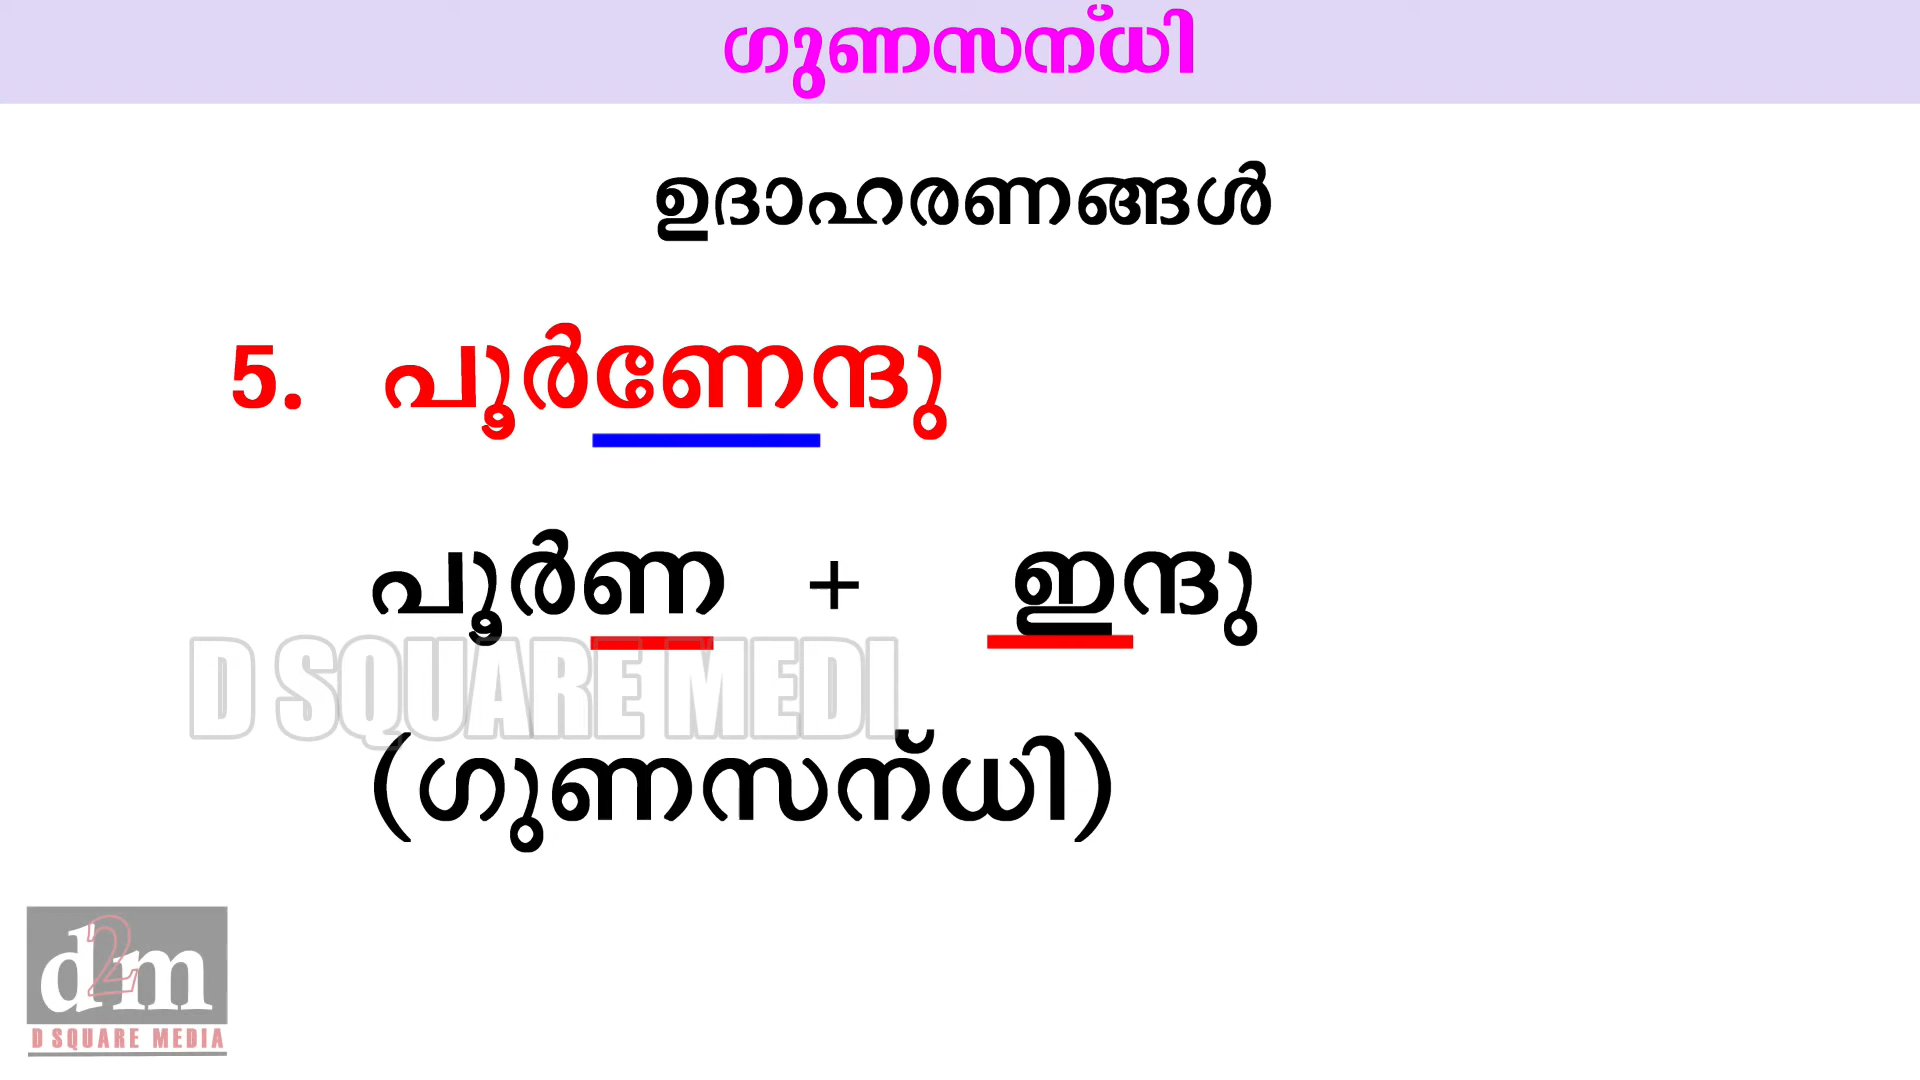 ഗുണസന്ധി
ഉദാഹരണങ്ങൾ
5. പൂർണേന്ദു
പൂർണ + ഇന്ദു
D SQUARE MEDI
(ഗുണസന്ധി)
d2m
D SQUARE MEDIA